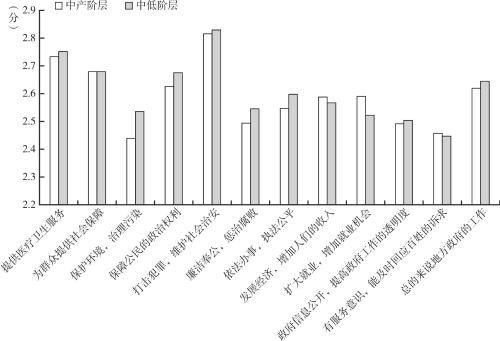 （分）
中产阶层 中低阶层
2.9
2.8
2.7
2.6
2.5
2.4
2.3
2.2
提供医疗卫生服务
为群众提供社会保障
保护环境，治理污染
保障公民的政治权利
打击犯罪，维护社会治安
廉洁奉公，惩治腐败
依法办事，执法公平
发展经济，增加人们的收入
扩大就业，增加就业机会
政府信息公开，提高政府工作的透明度
有服务意识，能及时回应百姓的诉求
总的来说地方政府的工作